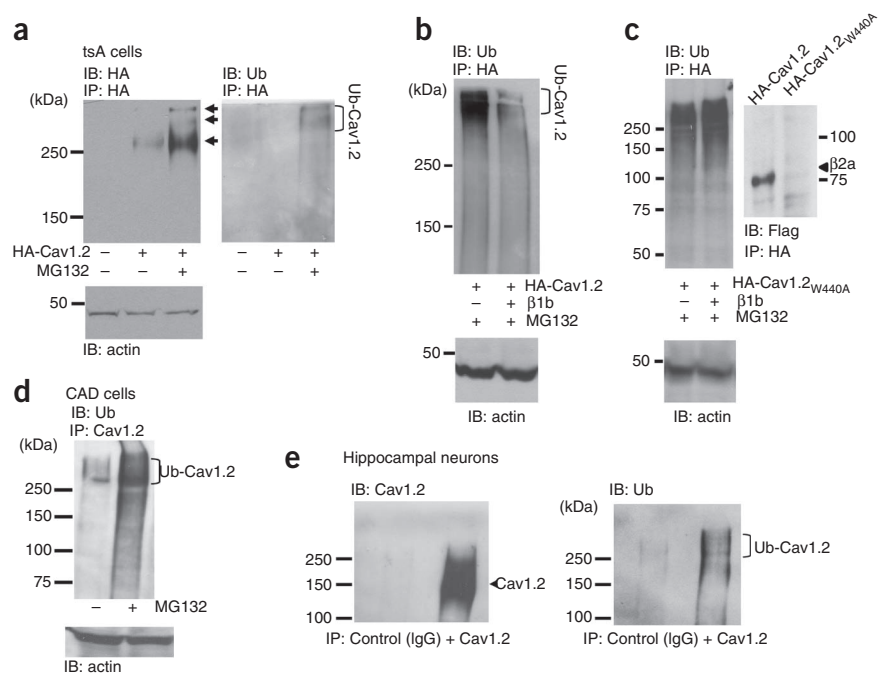 a
tsA cells
IB: HA
IP: HA
IB: Ub
IP: HA
(kDa)
250
150
Ub-Cav1.2
HA-Cav1.2 – + + – + +
MG132 – – + – – +
50
IB: actin
b
IB: Ub
IP: HA
(kDa)
250
150
Ub-Cav1.2
+ + HA-Cav1.2
– + β1b
+ + MG132
50
IB: actin
c
IB: Ub
IP: HA
250
150
100
75
50
HA-Cav1.2
HA-Cav1.2W440A
100
β2a
75
IB: Flag
IP: HA
+ + HA-Cav1.2W440A
– + β1b
+ + MG132
50
IB: actin
d
CAD cells
IB: Ub
IP: Cav1.2
(kDa)
250
150
100
75
Ub-Cav1.2
– + MG132
IB: actin
e
Hippocampal neurons
IB: Cav1.2
250
150
100
Cav1.2
IP: Control (IgG) + Cav1.2
IB: Ub
(kDa)
250
150
100
Ub-Cav1.2
IP: Control (IgG) + Cav1.2